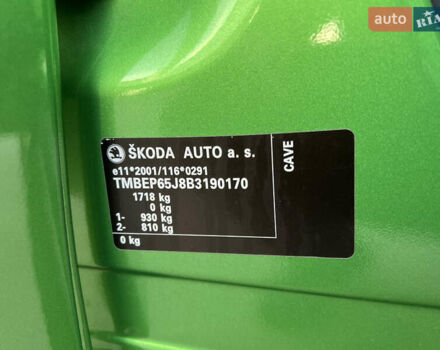 auto RIA
ŠKODA AUTO a. s.
e11*2001/116*0291
TMBEP65J8B3190170
1718 kg
0 kg
1- 930 kg
2- 810 kg
0 kg
CAVE